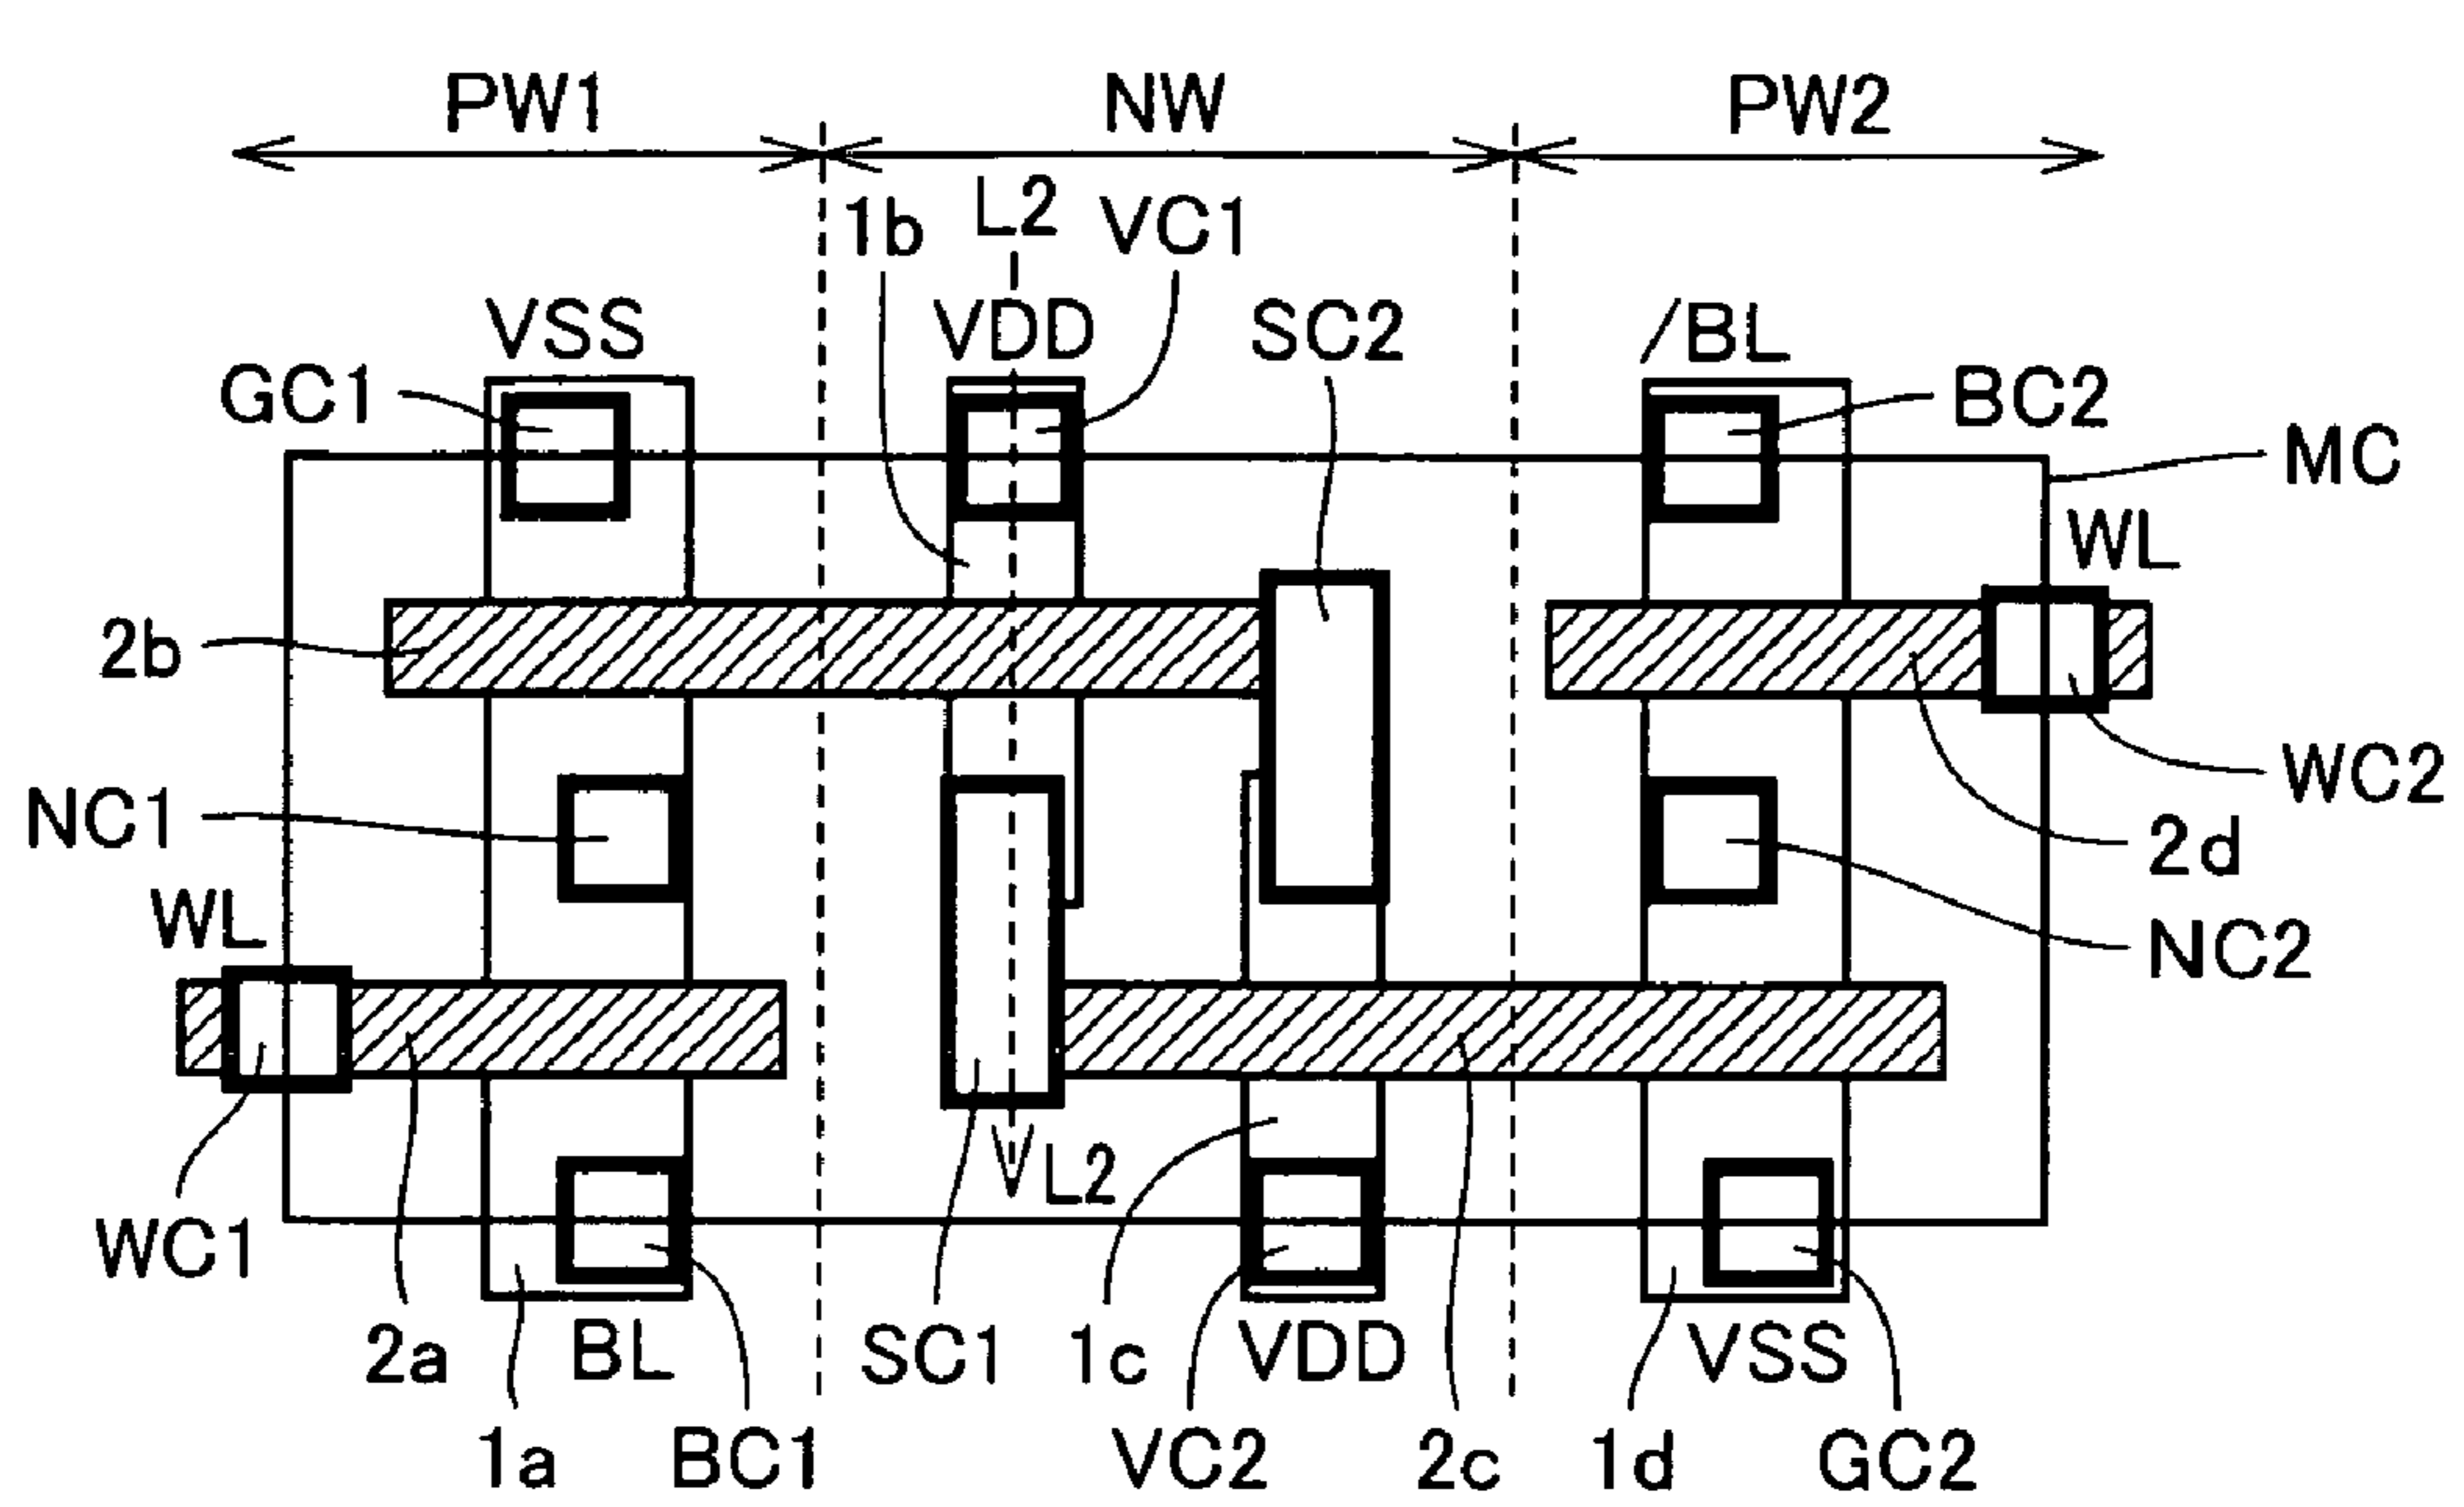 PW1 NW PW2
1b L2 VC1
VSS VDD SC2 /BL
GC1 BC2
MC
WL
2b
WC2
NC1
2d
WL
NC2
L2
WC1
2a BL SC1 1c VDD VSS
1a BC1 VC2 2c 1d GC2